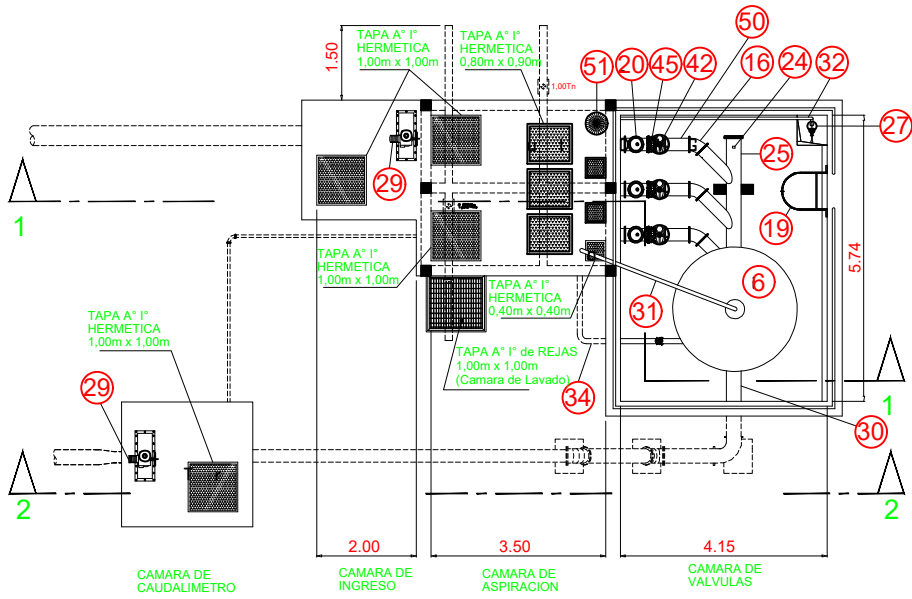 TAPA A° I°
HERMETICA
1,00m x 1,00m
TAPA A° I°
HERMETICA
0,80m x 0,90m
1.50
1,00Tn
51
20
45
42
50
16
24
32
27
25
29
19
1
5.74
TAPA A° I°
HERMETICA
1,00m x 1,00m
6
TAPA A° I°
HERMETICA
0,40m x 0,40m
31
TAPA A° I°
HERMETICA
1,00m x 1,00m
TAPA A° I° de REJAS
1,00m x 1,00m
(Camara de Lavado)
34
29
1
30
2
2
2.00
3.50
4.15
CAMARA DE
CAUDALIMETRO
CAMARA DE
INGRESO
CAMARA DE
ASPIRACION
CAMARA DE
VALVULAS